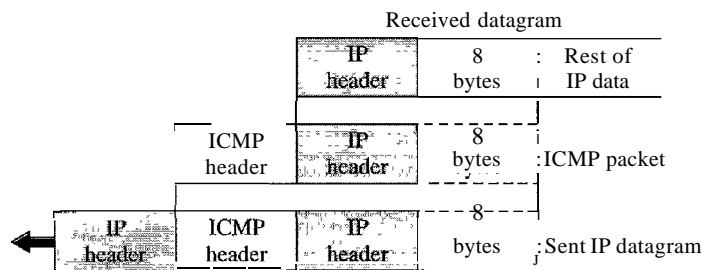 Received datagram
IP header
8 bytes
: Rest of IP data
ICMP header
IP header
8 bytes
:ICMP packet
IP header
ICMP header
IP header
8 bytes
:Sent IP datagram